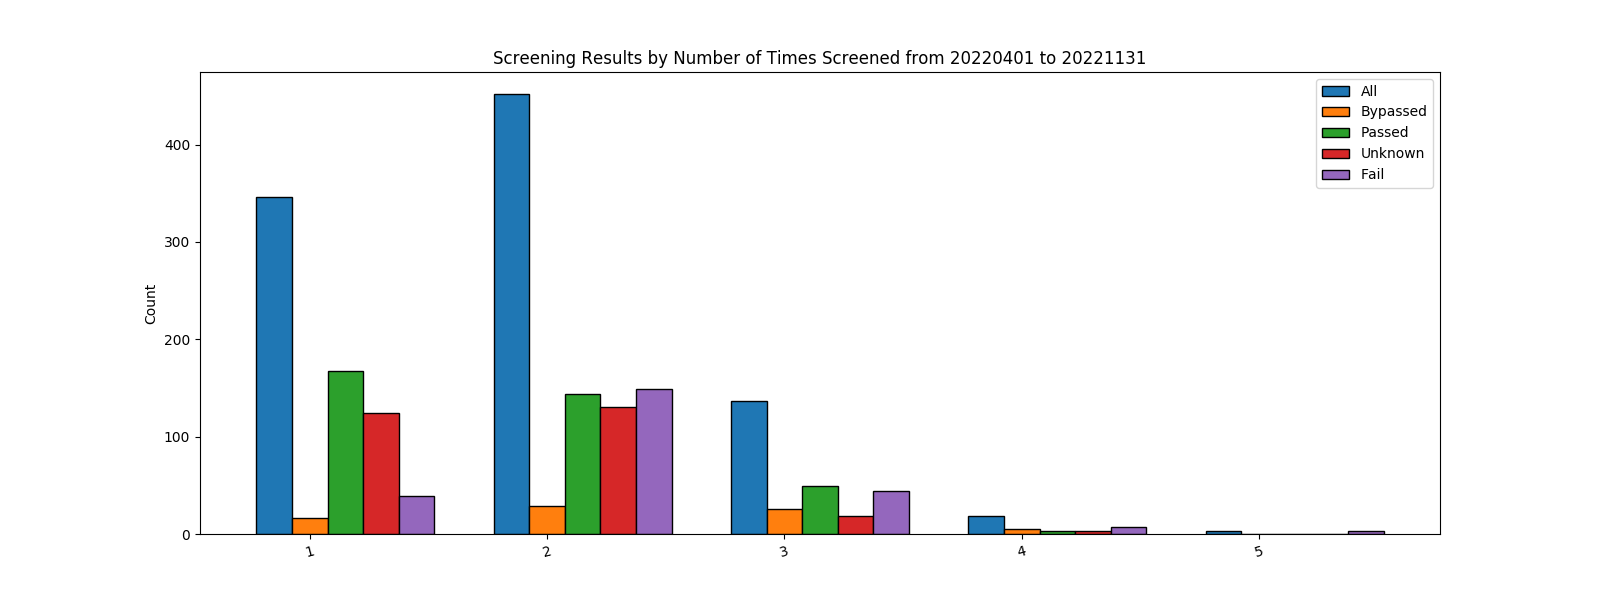 Screening Results by Number of Times Screened from 20220401 to 20221131
All
Bypassed
Passed
Unknown
Fail
400
300
200
100
0
Count
1
2
3
4
5